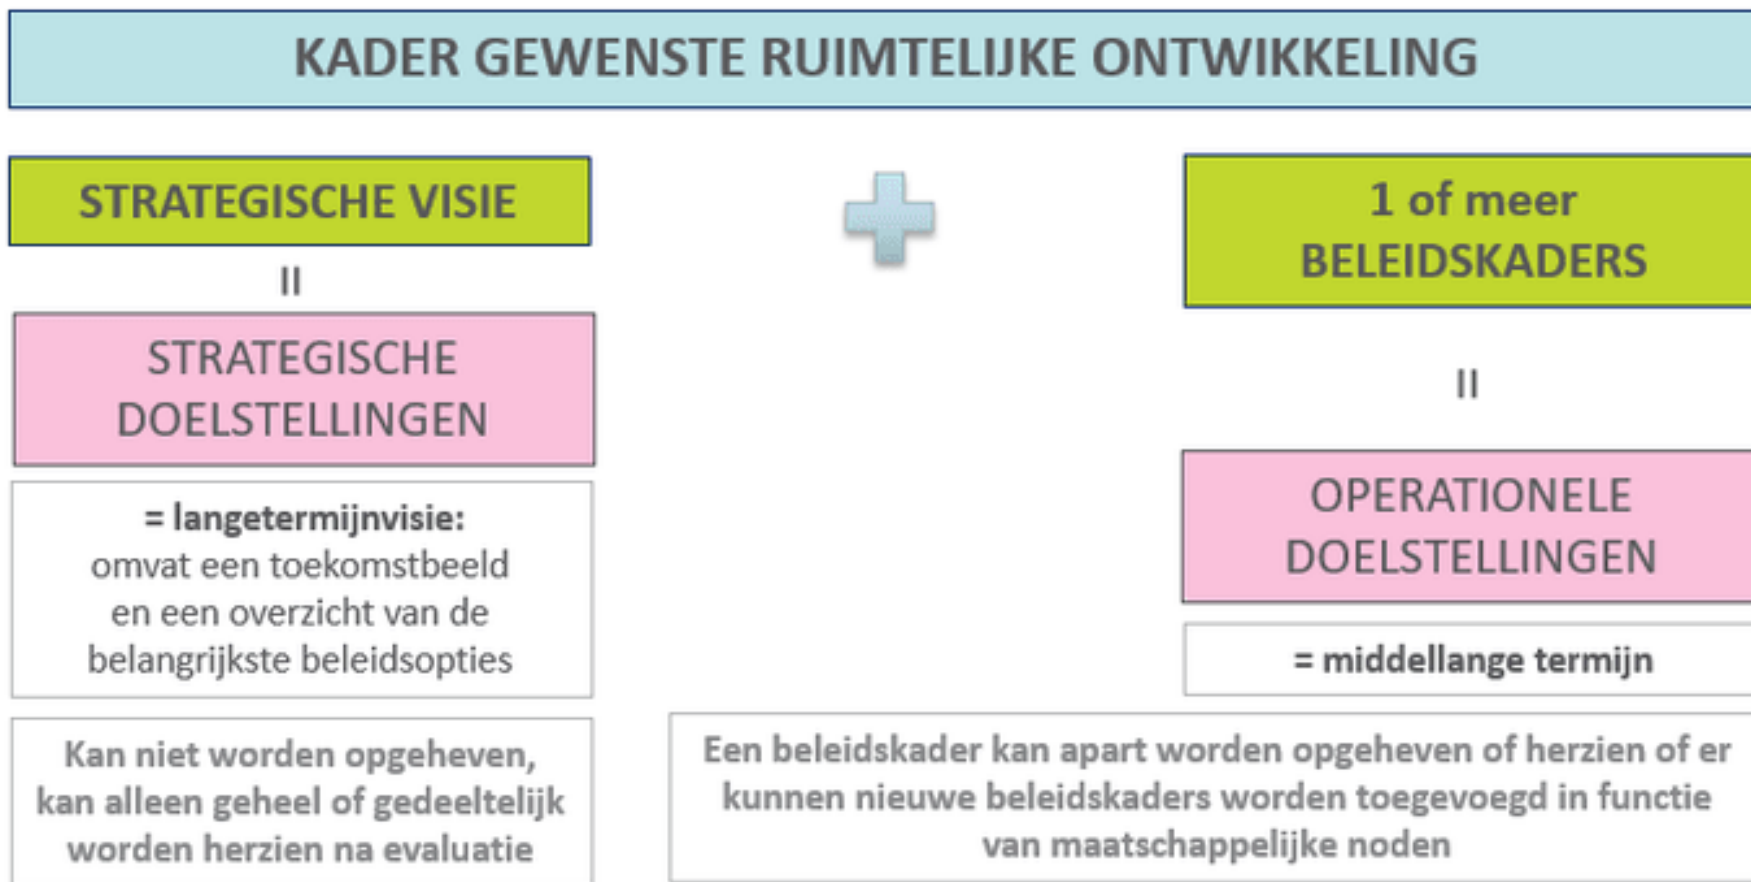 KADER GEWENSTE RUIMTELIJKE ONTWIKKELING
STRATEGISCHE VISIE
=
STRATEGISCHE
DOELSTELLINGEN
= langetermijnvisie:
omvat een toekomstbeeld
en een overzicht van de
belangrijkste beleidsopties
Kan niet worden opgeheven,
kan alleen geheel of gedeeltelijk
worden herzien na evaluatie
1 of meer
BELEIDSKADERS
=
OPERATIONELE
DOELSTELLINGEN
= middellange termijn
Een beleidskader kan apart worden opgeheven of herzien of er
kunnen nieuwe beleidskaders worden toegevoegd in functie
van maatschappelijke noden